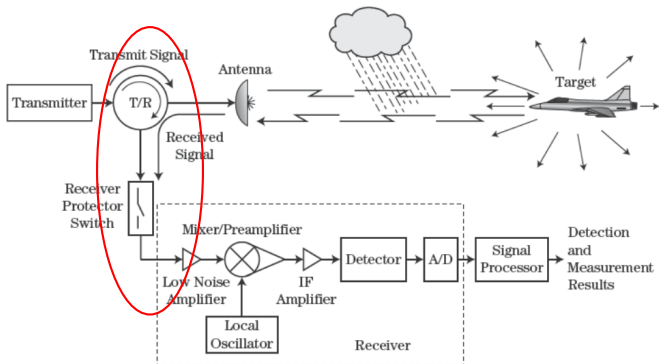 Transmit Signal
Antenna
Target
Transmitter
T/R
Received
Signal
Receiver
Protector
Switch
Mixer/Preamplifier
Detector
A/D
Signal
Processor
Detection
and
Measurement
Results
Low Noise
Amplifier
IF
Amplifier
Local
Oscillator
Receiver